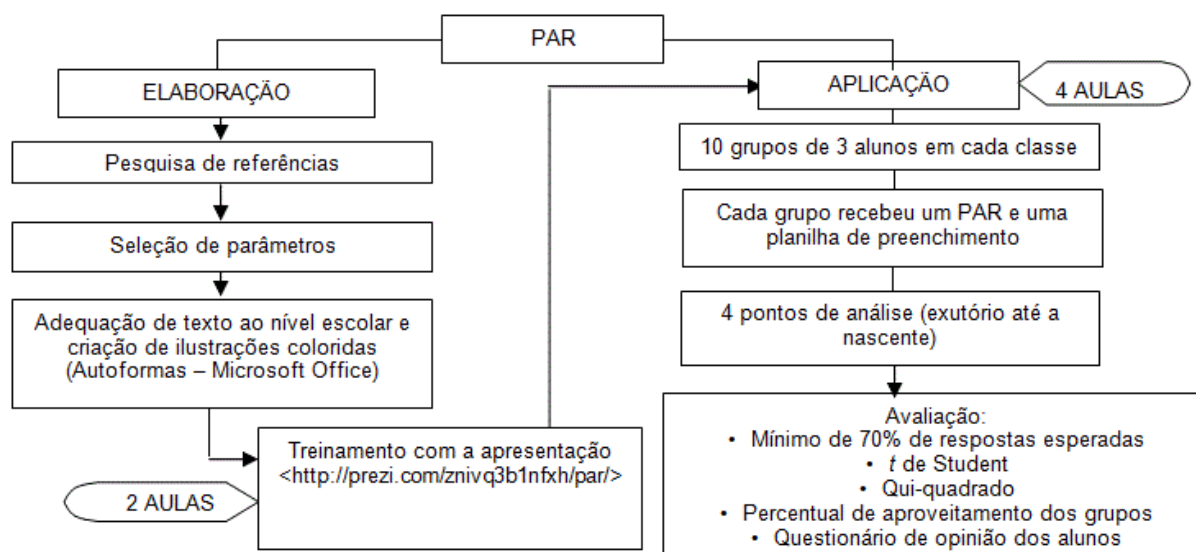 PAR
ELABORAÇÃO
Pesquisa de referências
Seleção de parâmetros
Adequação de texto ao nível escolar e
criação de ilustrações coloridas
(Autoformas – Microsoft Office)
Treinamento com a apresentação
<http://prezi.com/znivq3b1nfxh/par/>
2 AULAS
APLICAÇÃO
4 AULAS
10 grupos de 3 alunos em cada classe
Cada grupo recebeu um PAR e uma
planilha de preenchimento
4 pontos de análise (exutório até a
nascente)
Avaliação:
• Mínimo de 70% de respostas esperadas
• t de Student
• Qui-quadrado
• Percentual de aproveitamento dos grupos
• Questionário de opinião dos alunos